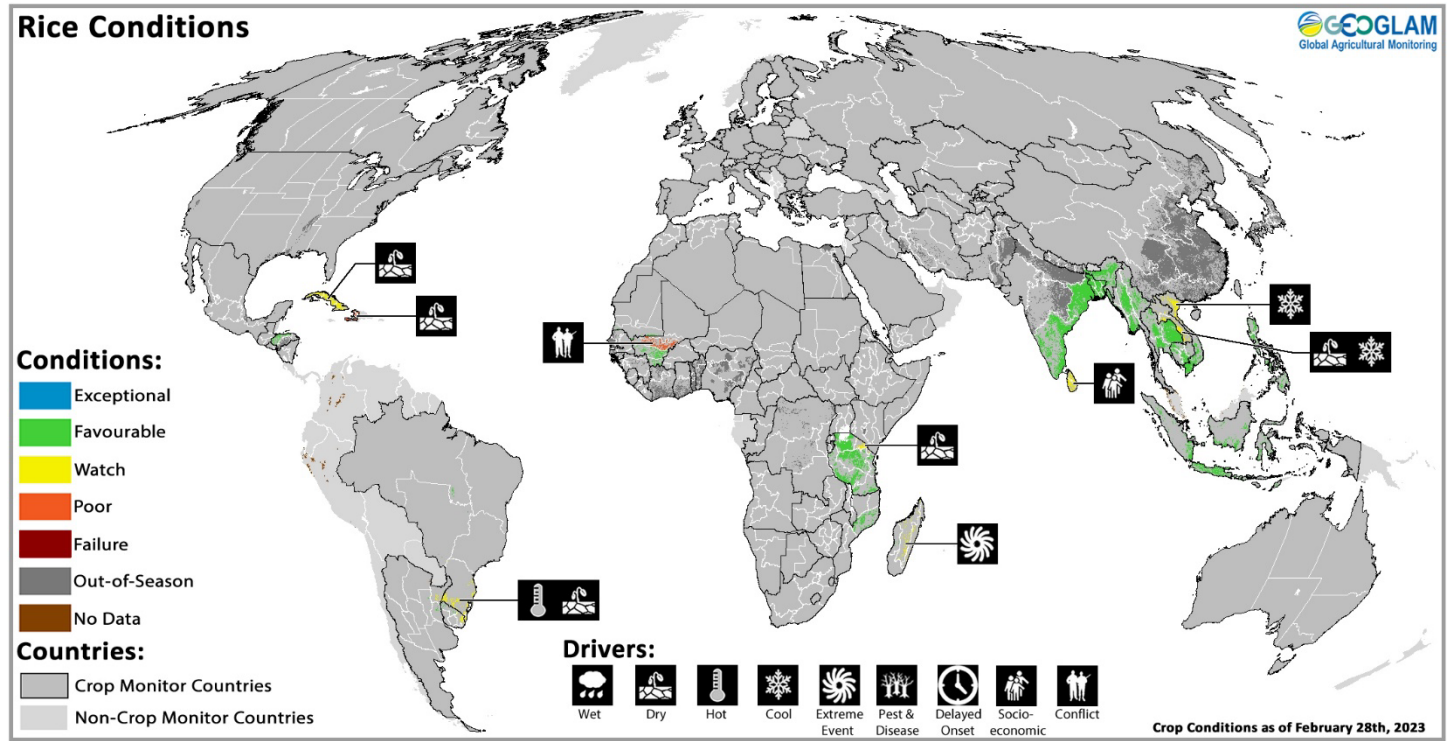 Rice Conditions
GEOGLAM
Global Agricultural Monitoring
Conditions:
Exceptional
Favourable
Watch
Poor
Failure
Out-of-Season
No Data
Countries:
Crop Monitor Countries
Non-Crop Monitor Countries
Drivers:
Wet
Dry
Hot
Cool
Extreme
Event
Pest &
Disease
Delayed
Onset
Socio-
economic
Conflict
Crop Conditions as of February 28th, 2023